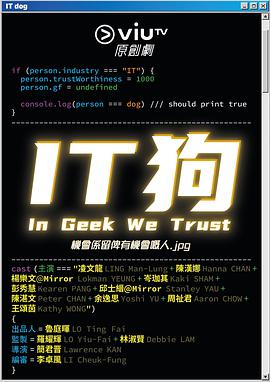 IT dog
viuTV
原創劇
if (person.industry === "IT") {
person.trustWorthiness = 1000
person.gf = undefined
console.log(person === dog) /// should print true
}
IT狗
In Geek We Trust
機會係留俾有機會嘅人.jpg
cast (主演 === "凌文龍 LING Man-Lung + 陳漢娜 Hanna CHAN +
楊樂文@Mirror Lokman YEUNG + 岑珈其 Kaki SHAM +
彭秀慧 Kearen PANG + 邱士縉@Mirror Stanley YAU +
陳湛文 Peter CHAN + 余逸思 Yoshi YU + 周祉君 Aaron CHOW +
王頌茵 Kathy WONG")
{
出品人 = 魯庭暉 LO Ting Fai
監製 = 羅耀輝 LO Yiu-Fai + 林淑賢 Debbie LAM
導演 = 簡君晋 Lawrence KAN
編審 = 李卓風 LI Cheuk-Fung
}